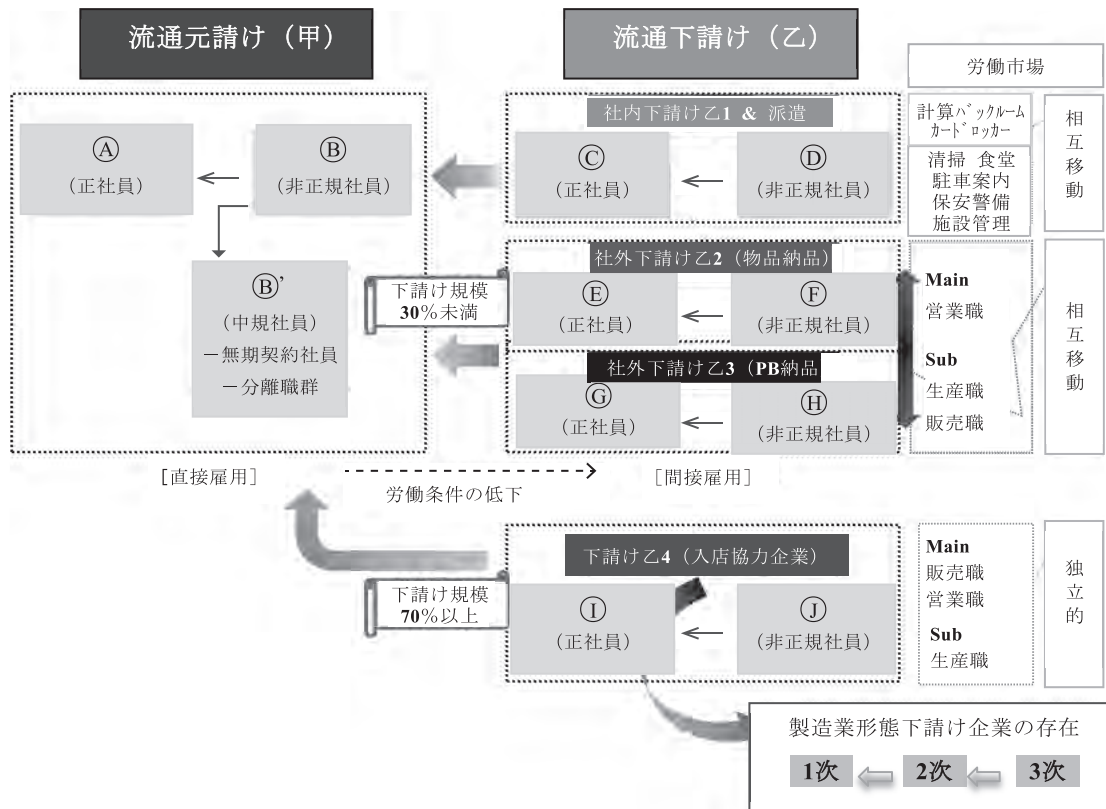 流通元請け（甲）
流通下請け（乙）
労働市場
Ⓐ
（正社員）
Ⓑ
（非正規社員）
Ⓑ’
（中規社員）
－無期契約社員
－分離職群
社内下請け乙1 & 派遣
Ⓒ
（正社員）
Ⓓ
（非正規社員）
計算バックルーム
カードロッカー
清掃 食堂
駐車案内
保安警備
施設管理
相互移動
下請け規模
30%未満
社外下請け乙2（物品納品）
Ⓔ
（正社員）
Ⓕ
（非正規社員）
社外下請け乙3（PB納品
Ⓖ
（正社員）
Ⓗ
（非正規社員）
Main
営業職
Sub
生産職
販売職
相互移動
［直接雇用］
労働条件の低下
［間接雇用］
下請け規模
70%以上
下請け乙4（入店協力企業）
Ⓘ
（正社員）
Ⓙ
（非正規社員）
Main
販売職
営業職
Sub
生産職
独立的
製造業形態下請け企業の存在
1次
2次
3次